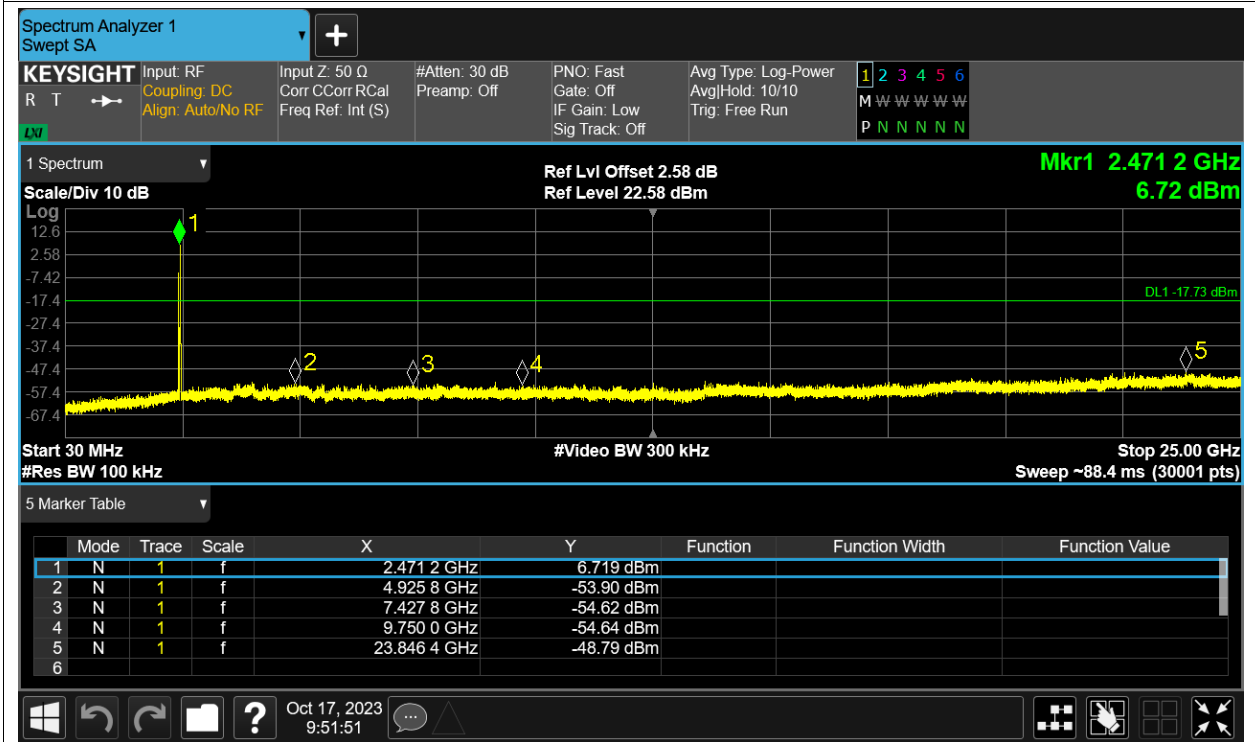 Spectrum Analyzer 1
Swept SA
KEYSIGHT
R T
LXI
Input: RF
Coupling: DC
Align: Auto/No RF
Input Z: 50 Ω
Corr CCorr RCal
Freq Ref: Int (S)
#Atten: 30 dB
Preamp: Off
PNO: Fast
Gate: Off
IF Gain: Low
Sig Track: Off
Avg Type: Log-Power
Avg|Hold: 10/10
Trig: Free Run
1 2 3 4 5 6
M W W W W W
P N N N N N
1 Spectrum
Scale/Div 10 dB
Ref Lvl Offset 2.58 dB
Ref Level 22.58 dBm
Mkr1 2.471 2 GHz
6.72 dBm
Log
12.6
2.58
-7.42
-17.4
-27.4
-37.4
-47.4
-57.4
-67.4
1
DL1 -17.73 dBm
2
3
4
5
Start 30 MHz
#Video BW 300 kHz
Stop 25.00 GHz
#Res BW 100 kHz
Sweep ~88.4 ms (30001 pts)
5 Marker Table
Mode Trace Scale X Y Function Function Width Function Value
1 N 1 f 2.471 2 GHz 6.719 dBm
2 N 1 f 4.925 8 GHz -53.90 dBm
3 N 1 f 7.427 8 GHz -54.62 dBm
4 N 1 f 9.750 0 GHz -54.64 dBm
5 N 1 f 23.846 4 GHz -48.79 dBm
6
?
Oct 17, 2023
9:51:51